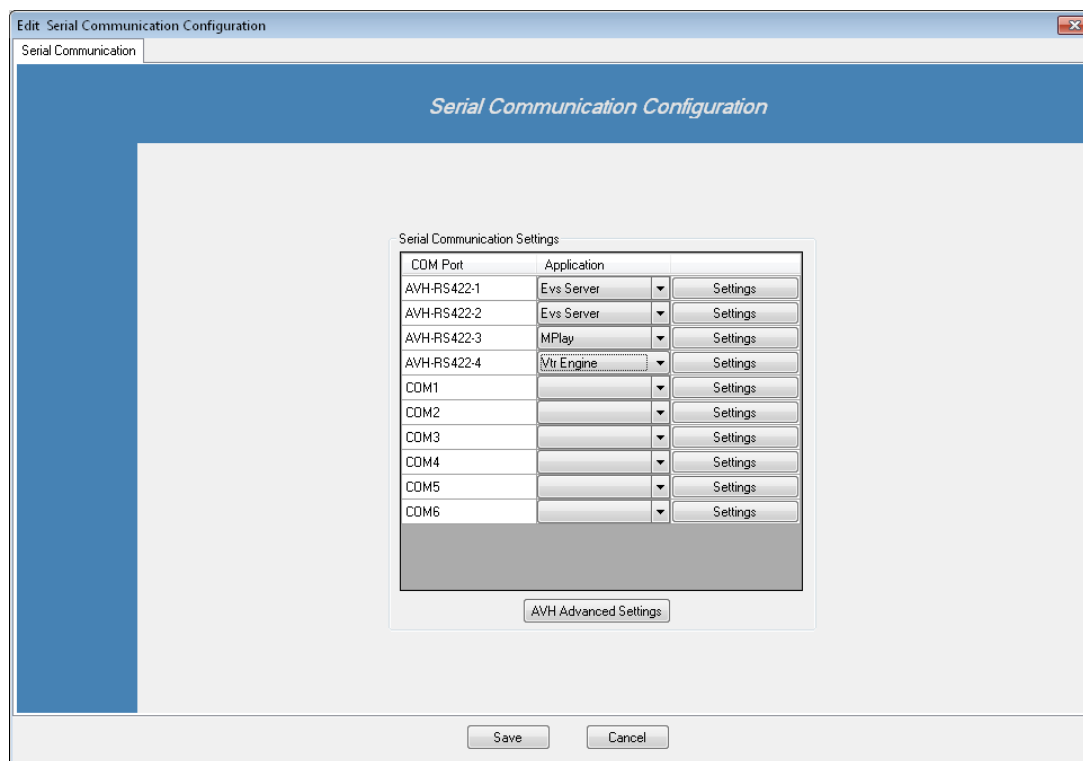 Edit Serial Communication Configuration
Serial Communication
Serial Communication Configuration
Serial Communication Settings
COM Port Application
AVH-RS422-1 Evs Server Settings
AVH-RS422-2 Evs Server Settings
AVH-RS422-3 MPlay Settings
AVH-RS422-4 Vtr Engine Settings
COM1 Settings
COM2 Settings
COM3 Settings
COM4 Settings
COM5 Settings
COM6 Settings
AVH Advanced Settings
Save Cancel